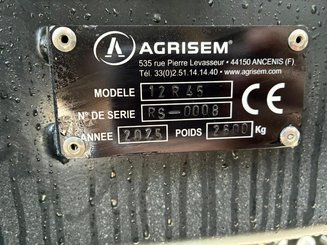 AGRISEM®
535 rue Pierre Levasseur • 44150 ANCENIS (F)
Tél. 33(0)2.51.14.14.40 • www.agrisem.com
MODELE 12R45
N° DE SERIE RS-0008 CE
ANNEE 2025 POIDS 2600 Kg